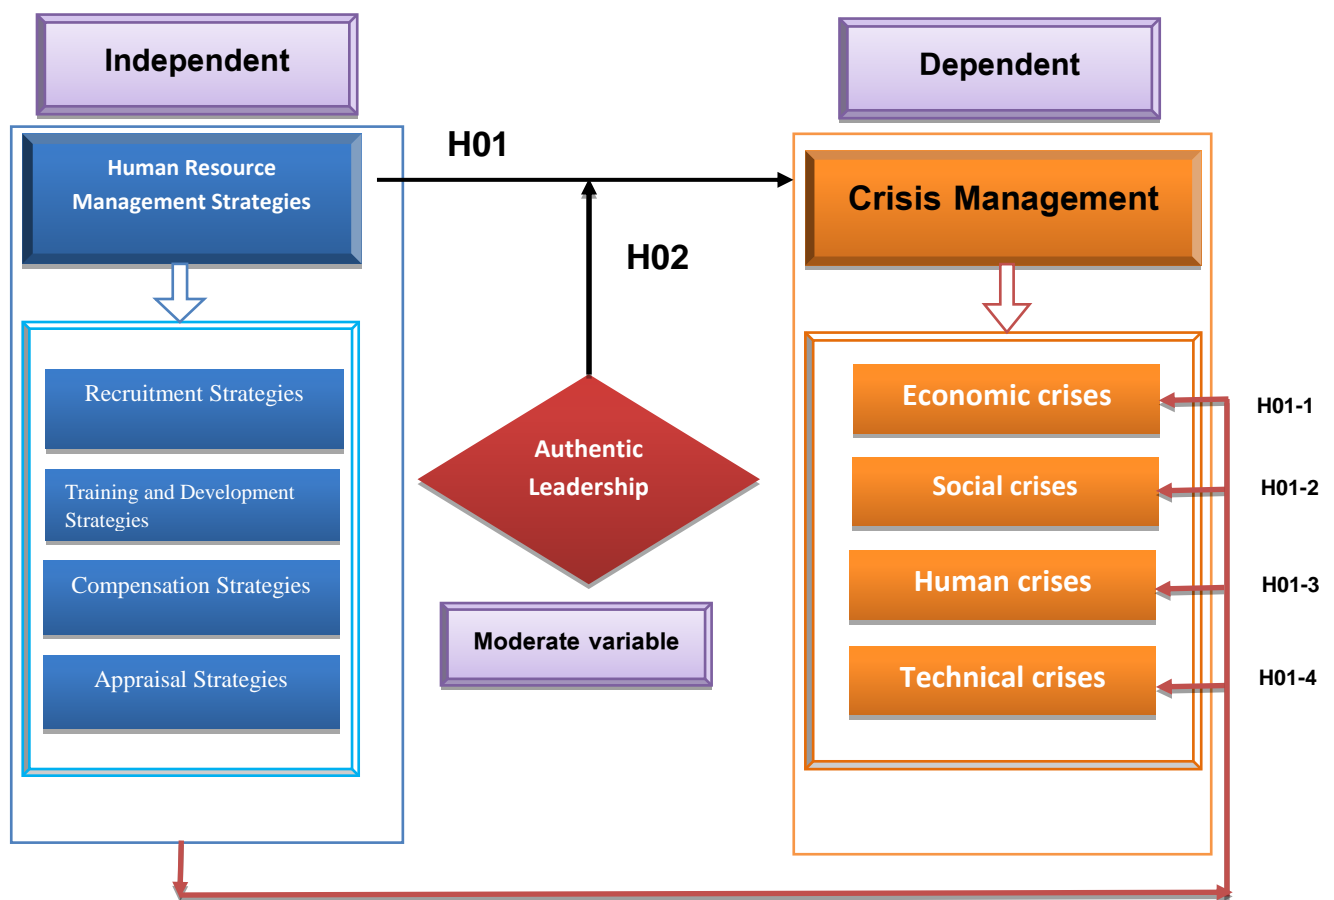 Independent
Dependent
Human Resource
Management Strategies
H01
Crisis Management
H02
Recruitment Strategies
Training and Development
Strategies
Compensation Strategies
Appraisal Strategies
Authentic
Leadership
Moderate variable
Economic crises
Social crises
Human crises
Technical crises
H01-1
H01-2
H01-3
H01-4